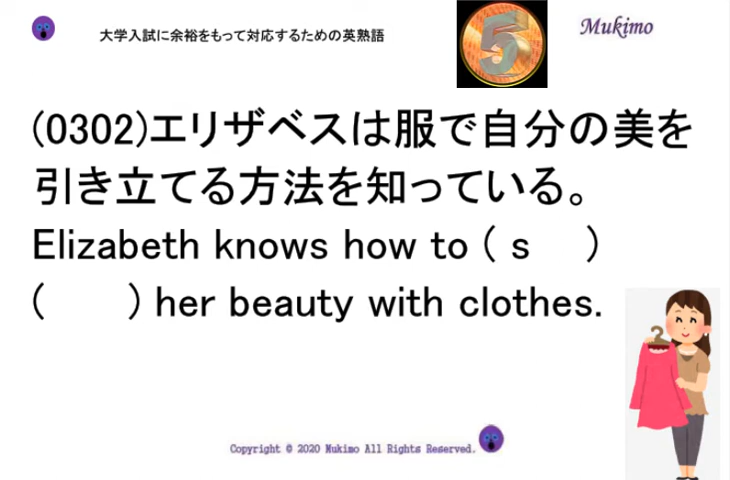 大学入試に余裕をもって対応するための英熟語
5
Mukimo
(0302)エリザベスは服で自分の美を
引き立てる方法を知っている。
Elizabeth knows how to ( s )
( ) her beauty with clothes.
Copyright © 2020 Mukimo All Rights Reserved.